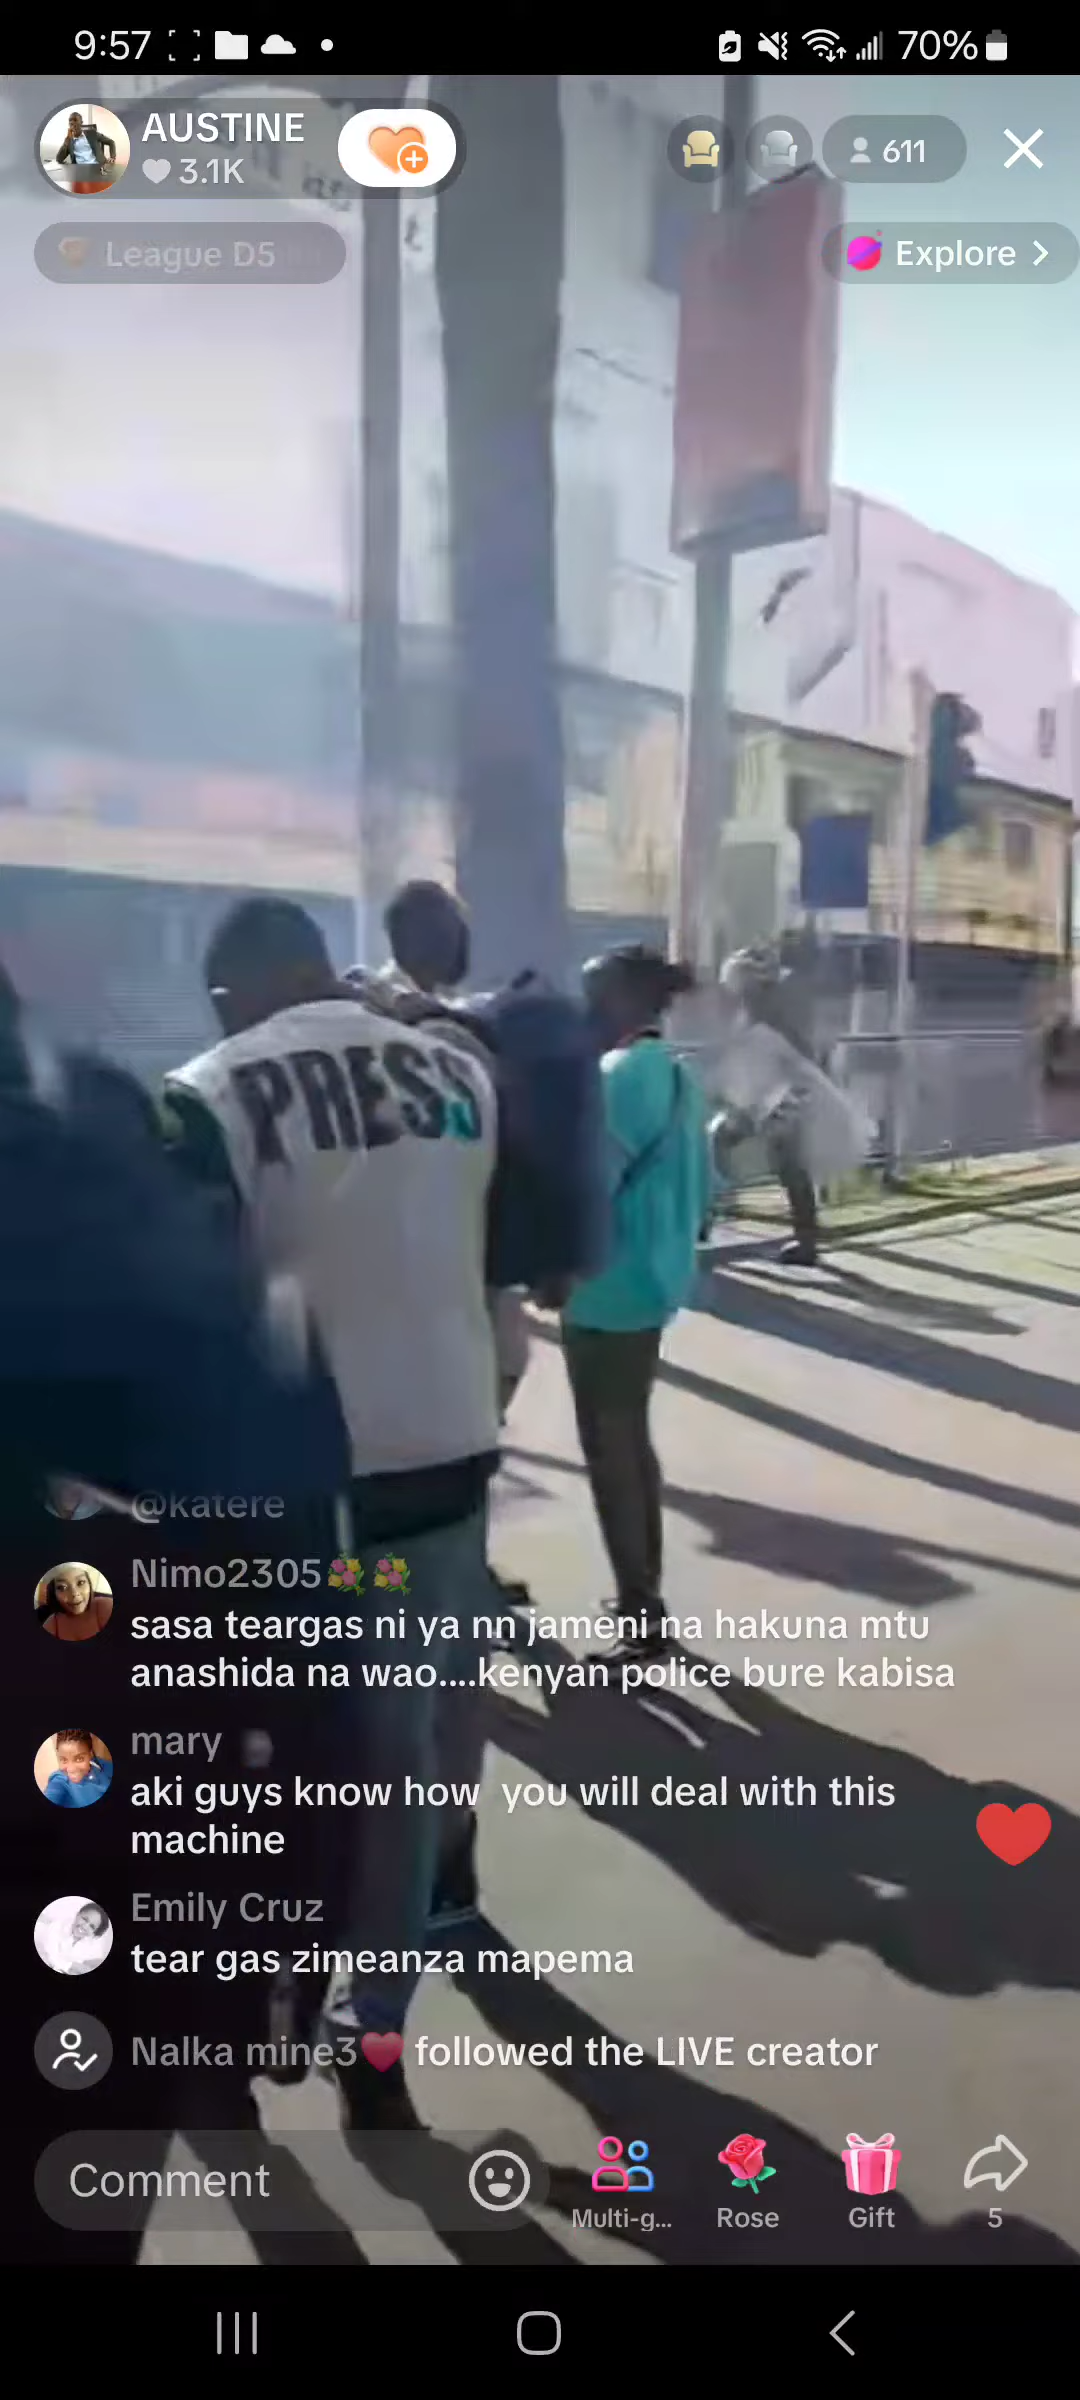 9:57
70%
AUSTINE
3.1K
611
League D5
Explore
PRESS
@katere
Nimo2305💐💐
sasa teargas ni ya nn jameni na hakuna mtu
anashida na wao....kenyan police bure kabisa
mary
aki guys know how you will deal with this
machine
Emily Cruz
tear gas zimeanza mapema
Nalka mine3❤️ followed the LIVE creator
Comment
Multi-g...
Rose
Gift
5